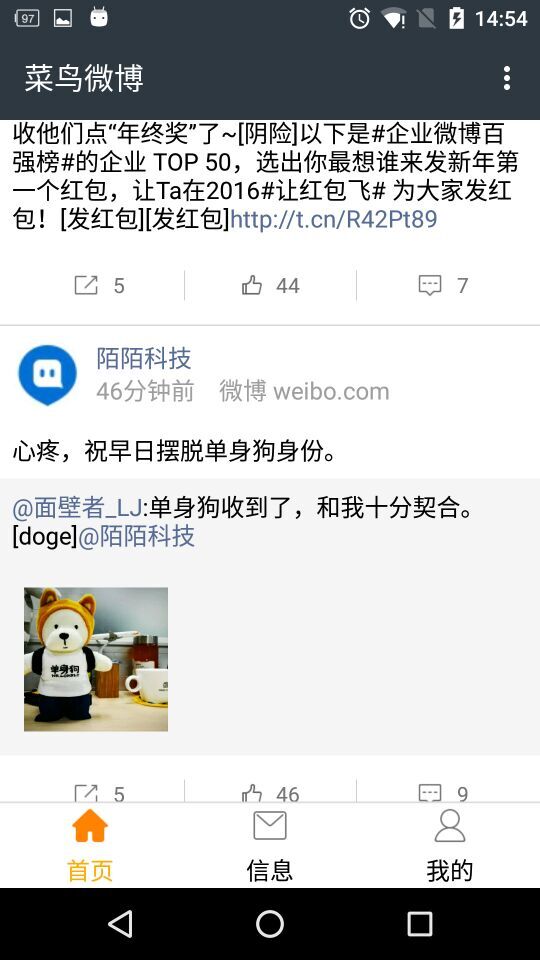 97
14:54
菜鸟微博
收他们点“年终奖”了~[阴险]以下是#企业微博百
强榜#的企业 TOP 50，选出你最想谁来发新年第
一个红包，让Ta在2016#让红包飞# 为大家发红
包！[发红包][发红包]http://t.cn/R42Pt89
5 44 7
陌陌科技
46分钟前 微博 weibo.com
心疼，祝早日摆脱单身狗身份。
@面壁者_LJ:单身狗收到了，和我十分契合。
[doge]@陌陌科技
单身狗
5 46 9
首页 信息 我的